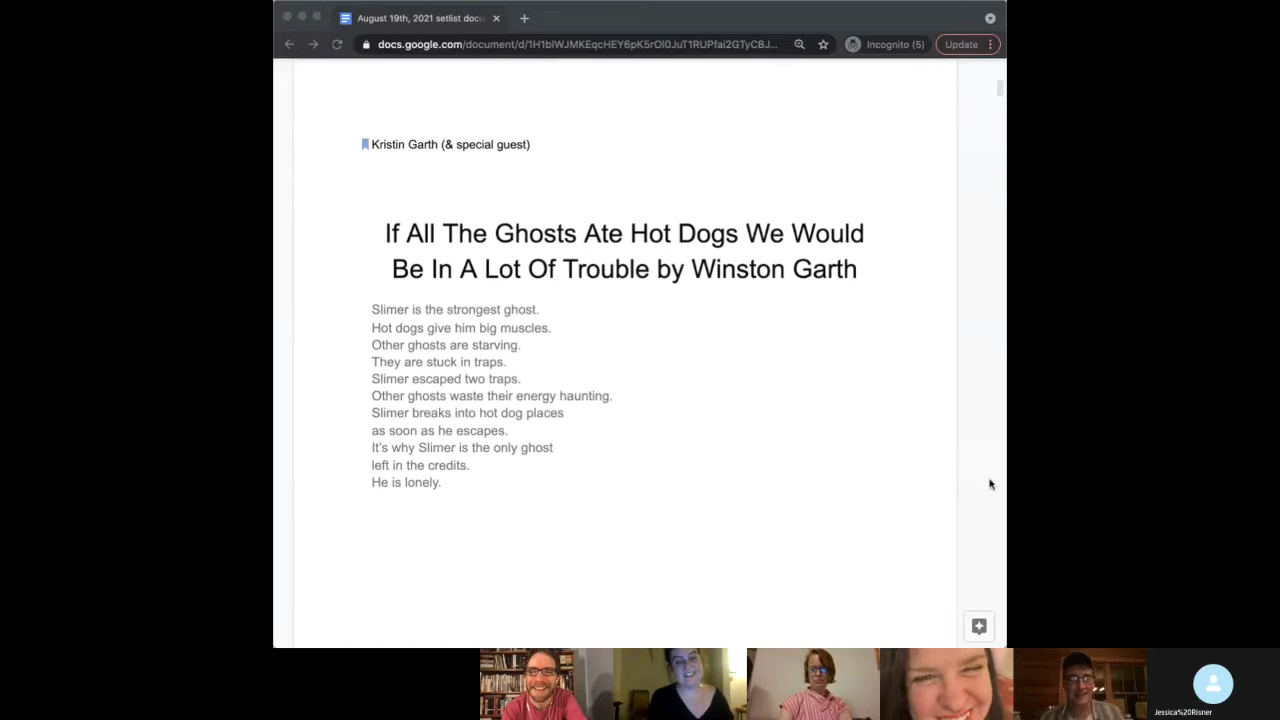 August 19th, 2021 setlist docu
docs.google.com/document/d/1H1blWJMKEqcHEY6pK5rOl0JuT1RUPfai2GTyCBJ...
Incognito (5)
Update
Kristin Garth (& special guest)
If All The Ghosts Ate Hot Dogs We Would
Be In A Lot Of Trouble by Winston Garth
Slimer is the strongest ghost.
Hot dogs give him big muscles.
Other ghosts are starving.
They are stuck in traps.
Slimer escaped two traps.
Other ghosts waste their energy haunting.
Slimer breaks into hot dog places
as soon as he escapes.
It’s why Slimer is the only ghost
left in the credits.
He is lonely.
Jessica%20Risner